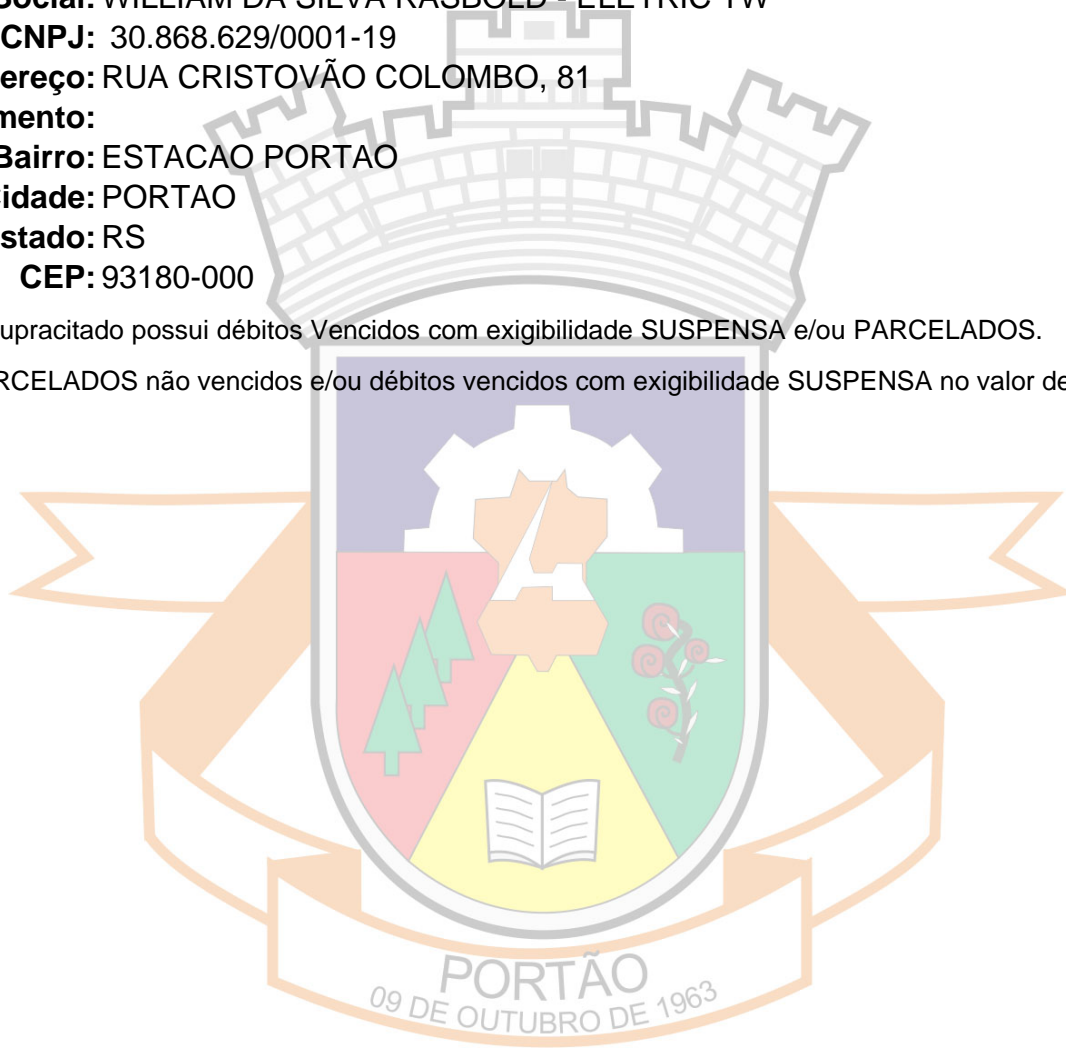 Social: WILLIAM DA SILVA RASBOLD - ELETRIC TW
CNPJ: 30.868.629/0001-19
ereço: RUA CRISTOVÃO COLOMBO, 81
mento:
Bairro: ESTACAO PORTAO
Cidade: PORTAO
stado: RS
CEP: 93180-000
upracitado possui débitos Vencidos com exigibilidade SUSPENSA e/ou PARCELADOS.
RCELADOS não vencidos e/ou débitos vencidos com exigibilidade SUSPENSA no valor de
PORTÃO
09 DE OUTUBRO DE 1963